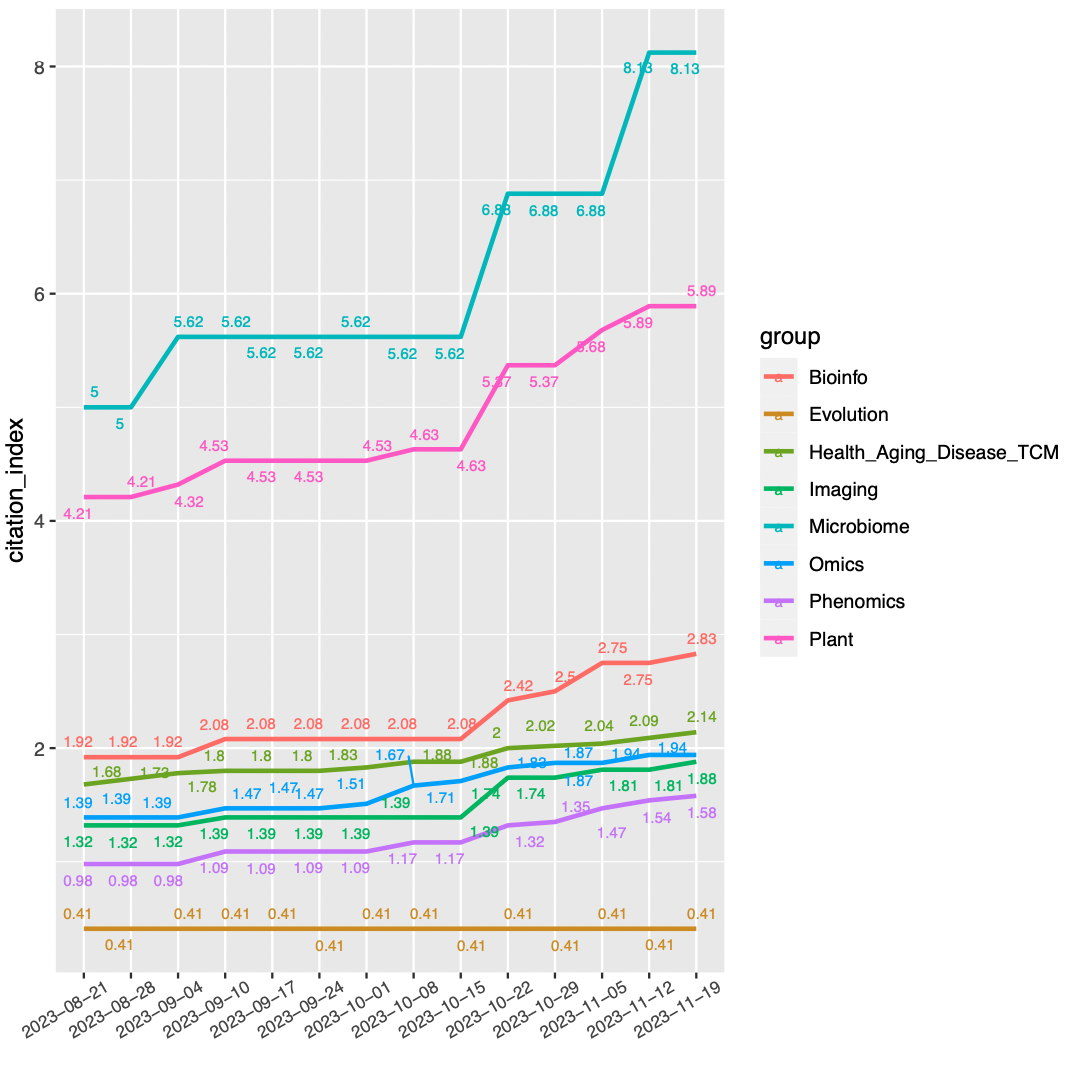 8
6
4
2
citation_index
8.13 8.13
6.88 6.88 6.88
5.89
5.89
5.62 5.62 5.62
5.62 5.62 5.62 5.62
5.68
5.37 5.37
5
5
4.53 4.53 4.63
4.21 4.53 4.53 4.63
4.21 4.32
2.83
2.75
2.75
2.42 2.5
1.92 1.92 1.92 2.08 2.08 2.08 2.08 2.08 2.08
2 2.02 2.04 2.09 2.14
1.68 1.73 1.78 1.8 1.8 1.8 1.83 1.88 1.88
1.39 1.39 1.39 1.47 1.47 1.47 1.51 1.67 1.71 1.83 1.87 1.87 1.94 1.94
1.32 1.32 1.32 1.39 1.39 1.39 1.39 1.39 1.39 1.74 1.74 1.81 1.81 1.88
0.98 0.98 0.98 1.09 1.09 1.09 1.09 1.17 1.17 1.32 1.35 1.47 1.54 1.58
0.41 0.41 0.41 0.41 0.41 0.41 0.41 0.41 0.41
0.41 0.41 0.41 0.41 0.41
2023–08–21
2023–08–28
2023–09–04
2023–09–10
2023–09–17
2023–09–24
2023–10–01
2023–10–08
2023–10–15
2023–10–22
2023–10–29
2023–11–05
2023–11–12
2023–11–19
group
a Bioinfo
a Evolution
a Health_Aging_Disease_TCM
a Imaging
a Microbiome
a Omics
a Phenomics
a Plant